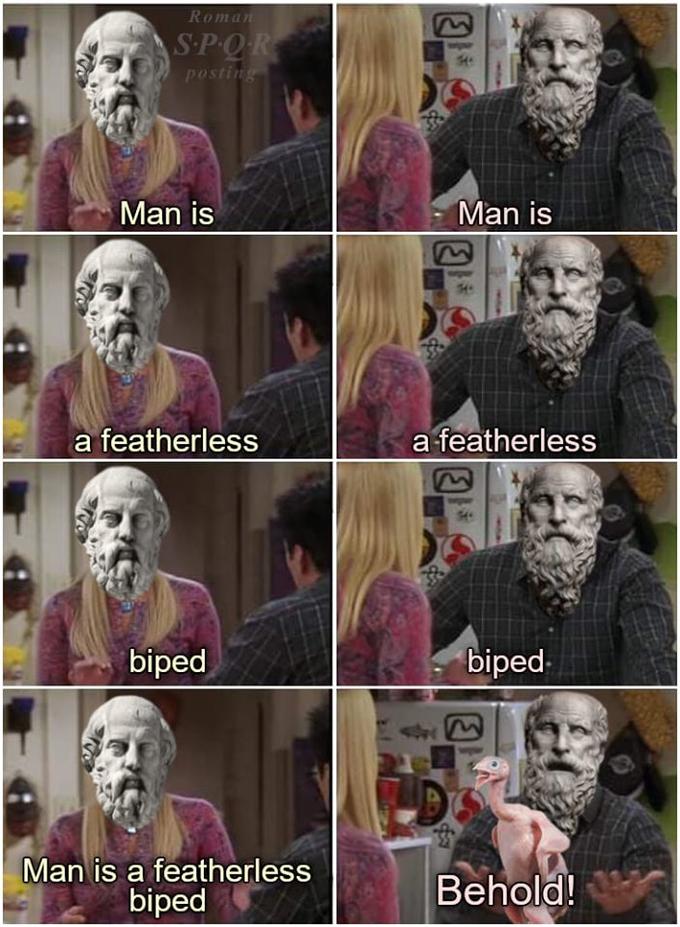 Roman
S·P·Q·R
posting
Man is
Man is
a featherless
a featherless
biped
biped
Man is a featherless
biped
Behold!